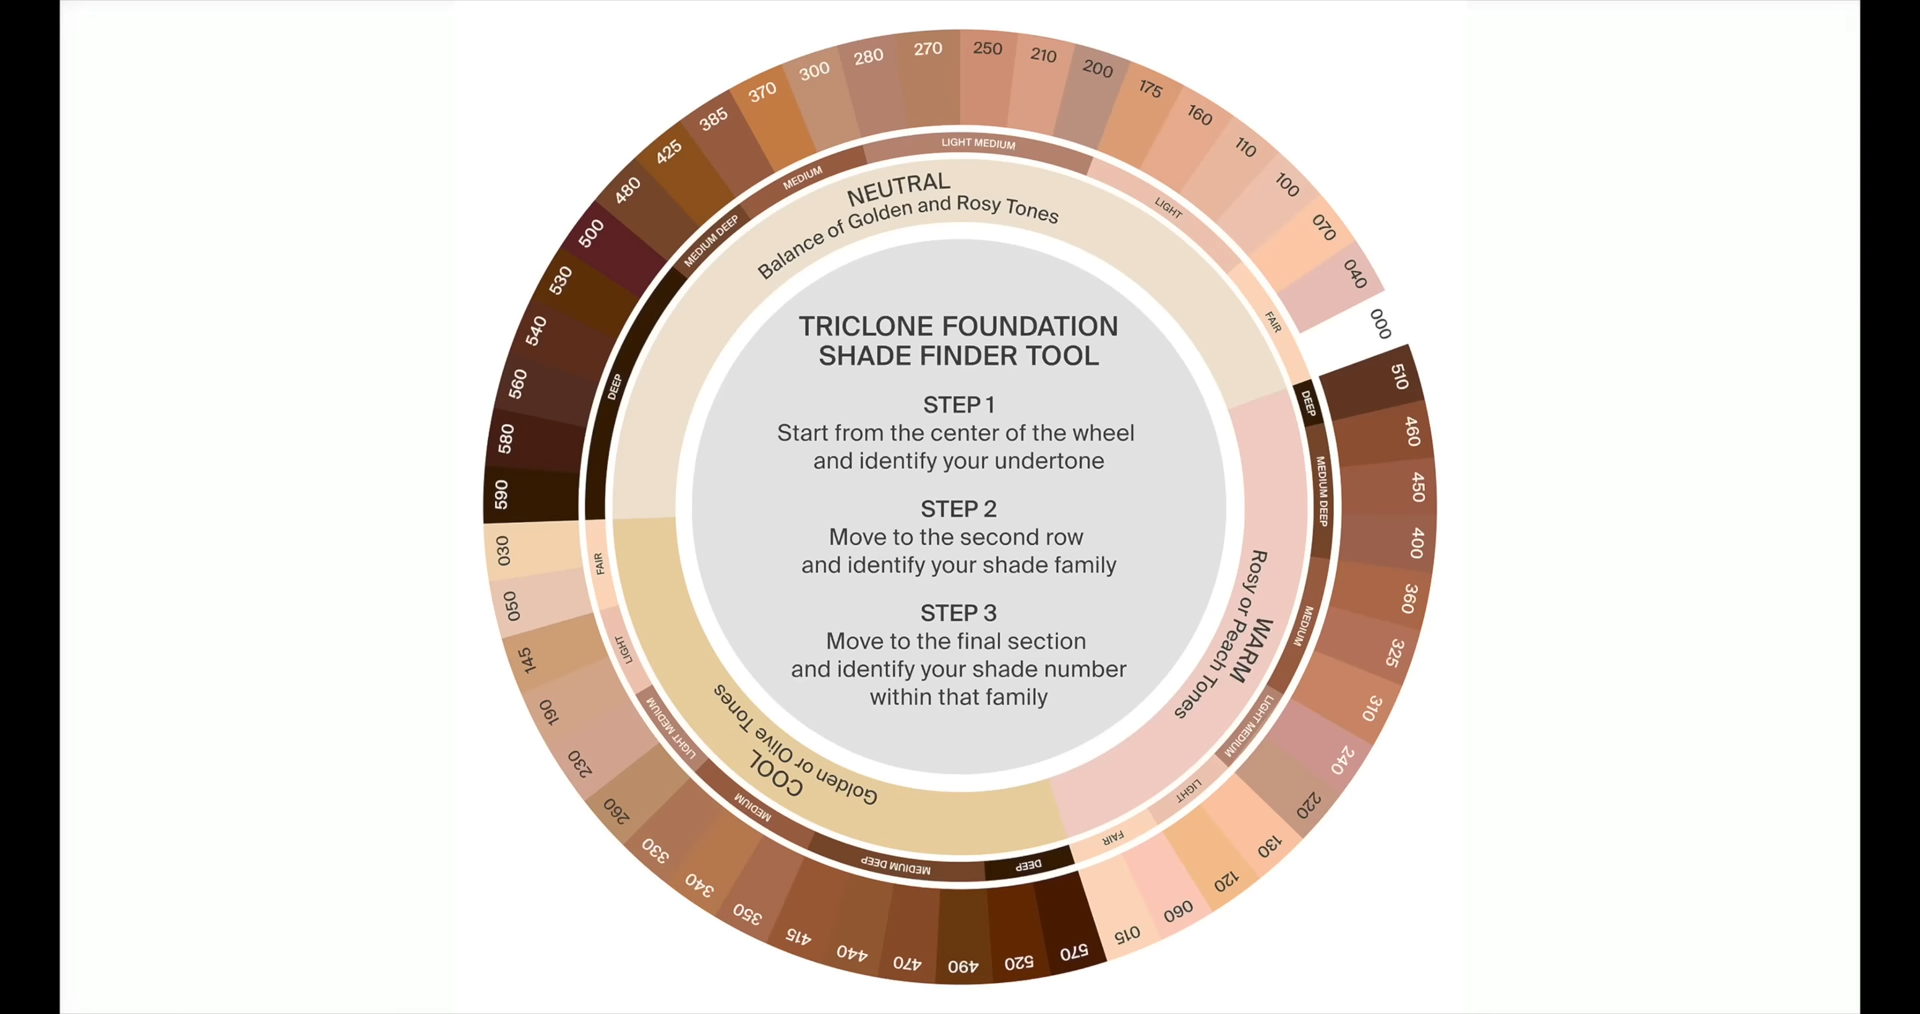 TRICLONE FOUNDATION
SHADE FINDER TOOL
STEP 1
Start from the center of the wheel
and identify your undertone
STEP 2
Move to the second row
and identify your shade family
STEP 3
Move to the final section
and identify your shade number
within that family
NEUTRAL
Balance of Golden and Rosy Tones
WARM
Rosy or Peach Tones
COOL
Golden or Olive Tones
DEEP
MEDIUM DEEP
MEDIUM
LIGHT MEDIUM
LIGHT
FAIR
DEEP
MEDIUM DEEP
MEDIUM
LIGHT MEDIUM
LIGHT
FAIR
DEEP
MEDIUM DEEP
MEDIUM
LIGHT MEDIUM
LIGHT
FAIR
590
580
560
540
530
500
480
425
385
370
300
280
270
250
210
200
175
160
110
100
070
040
000
510
460
450
400
360
325
310
240
220
130
120
060
015
570
520
490
470
440
415
350
340
330
260
230
190
145
050
030